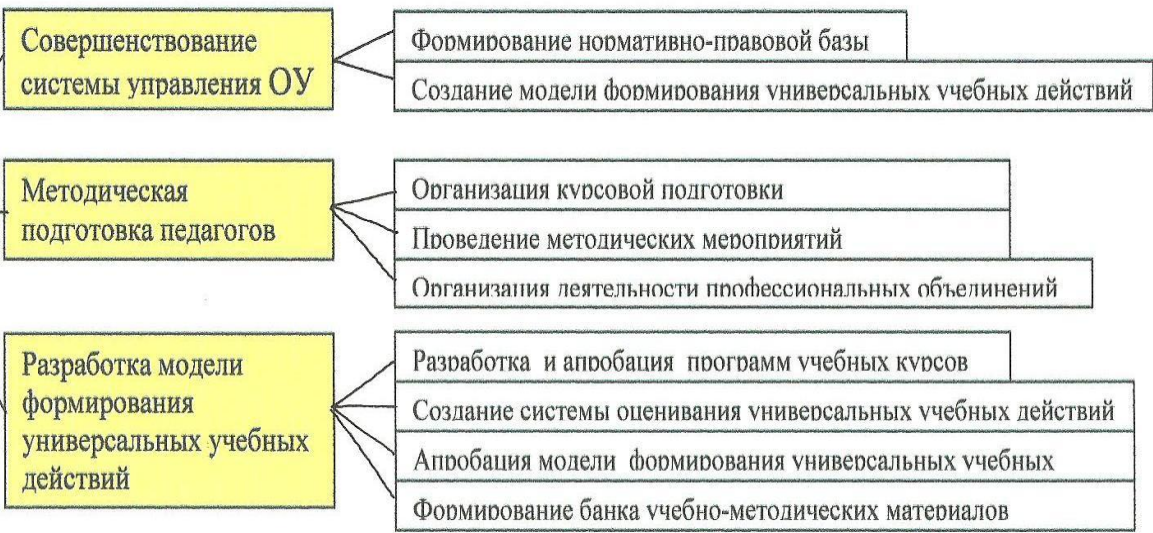 Совершенствование
системы управления ОУ
Формирование нормативно-правовой базы
Создание модели формирования универсальных учебных действий
Методическая
подготовка педагогов
Организация курсовой подготовки
Проведение методических мероприятий
Организация деятельности профессиональных объединений
Разработка модели
формирования
универсальных учебных
действий
Разработка и апробация программ учебных курсов
Создание системы оценивания универсальных учебных действий
Апробация модели формирования универсальных учебных
Формирование банка учебно-методических материалов